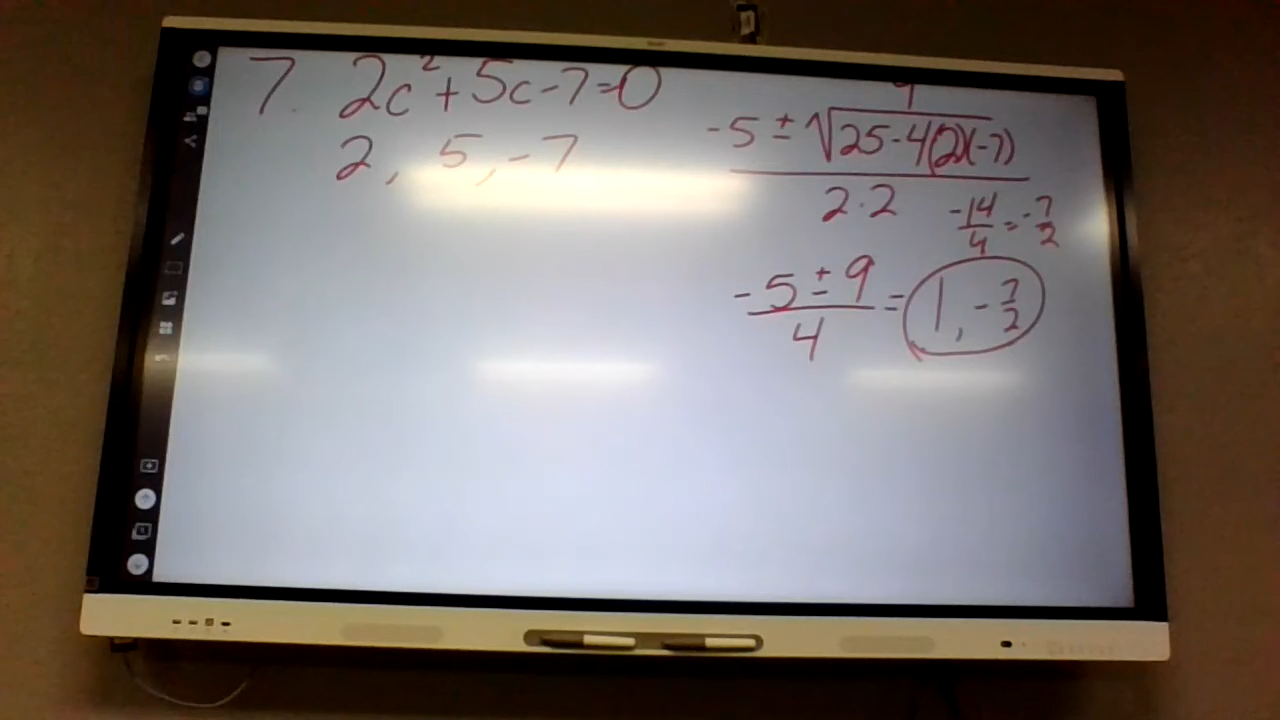 7. 2c²+5c-7=0
2, 5, -7
9
-5 ± √25-4(2)(-7)
2·2
-14/4 = -7/2
-5 ± 9 / 4 = 1, -7/2